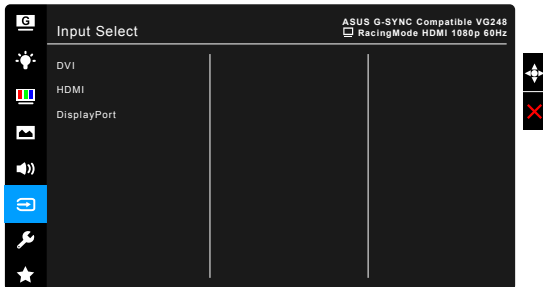 G
Input Select
ASUS G-SYNC Compatible VG248
RacingMode HDMI 1080p 60Hz
DVI
HDMI
DisplayPort